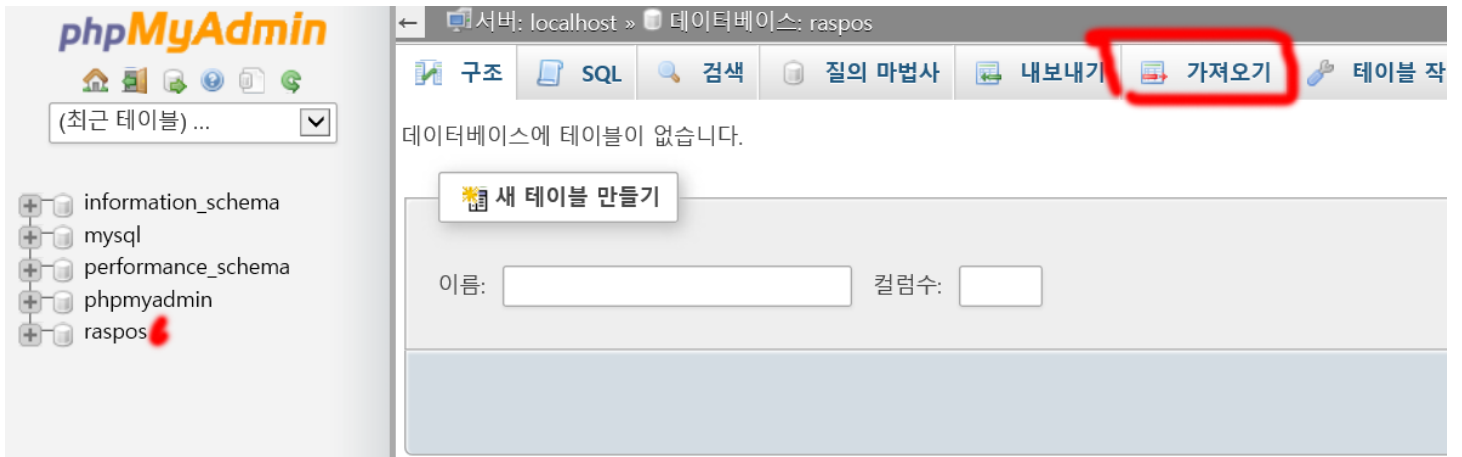 phpMyAdmin
(최근 테이블) ...
information_schema
mysql
performance_schema
phpmyadmin
raspos
서버: localhost » 데이터베이스: raspos
구조 SQL 검색 질의 마법사 내보내기 가져오기 테이블 작
데이터베이스에 테이블이 없습니다.
새 테이블 만들기
이름: 컬럼수: